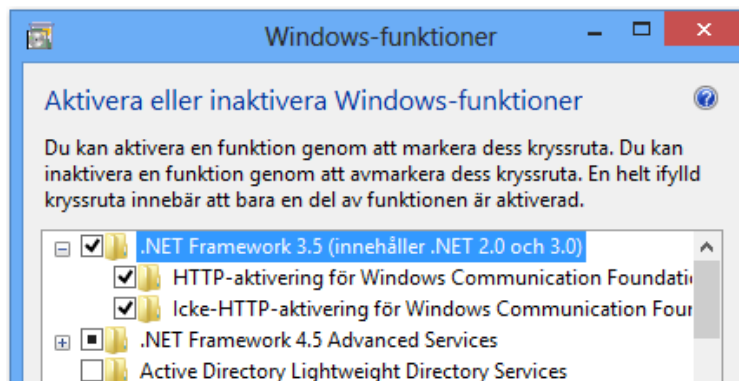 Windows-funktioner
Aktivera eller inaktivera Windows-funktioner
Du kan aktivera en funktion genom att markera dess kryssruta. Du kan
inaktivera en funktion genom att avmarkera dess kryssruta. En helt ifylld
kryssruta innebär att bara en del av funktionen är aktiverad.
.NET Framework 3.5 (innehåller .NET 2.0 och 3.0)
HTTP-aktivering för Windows Communication
Icke-HTTP-aktivering för Windows Communication
.NET Framework 4.5 Advanced Services
Active Directory Lightweight Directory Services